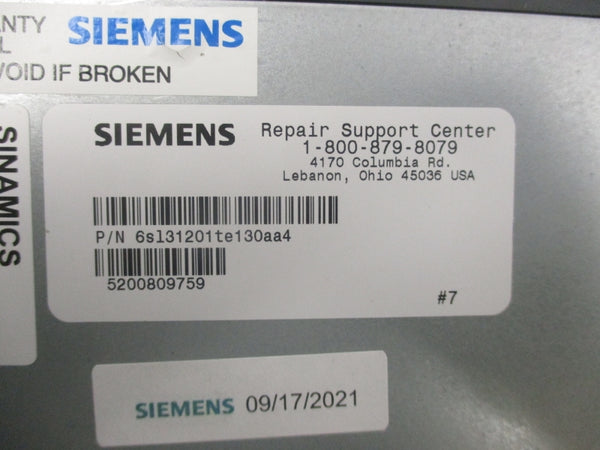 ANTY SIEMENS
L
VOID IF BROKEN
SINAMICS
SIEMENS Repair Support Center
1-800-879-8079
4170 Columbia Rd.
Lebanon, Ohio 45036 USA
P/N 6sl31201te130aa4
5200809759
#7
SIEMENS 09/17/2021